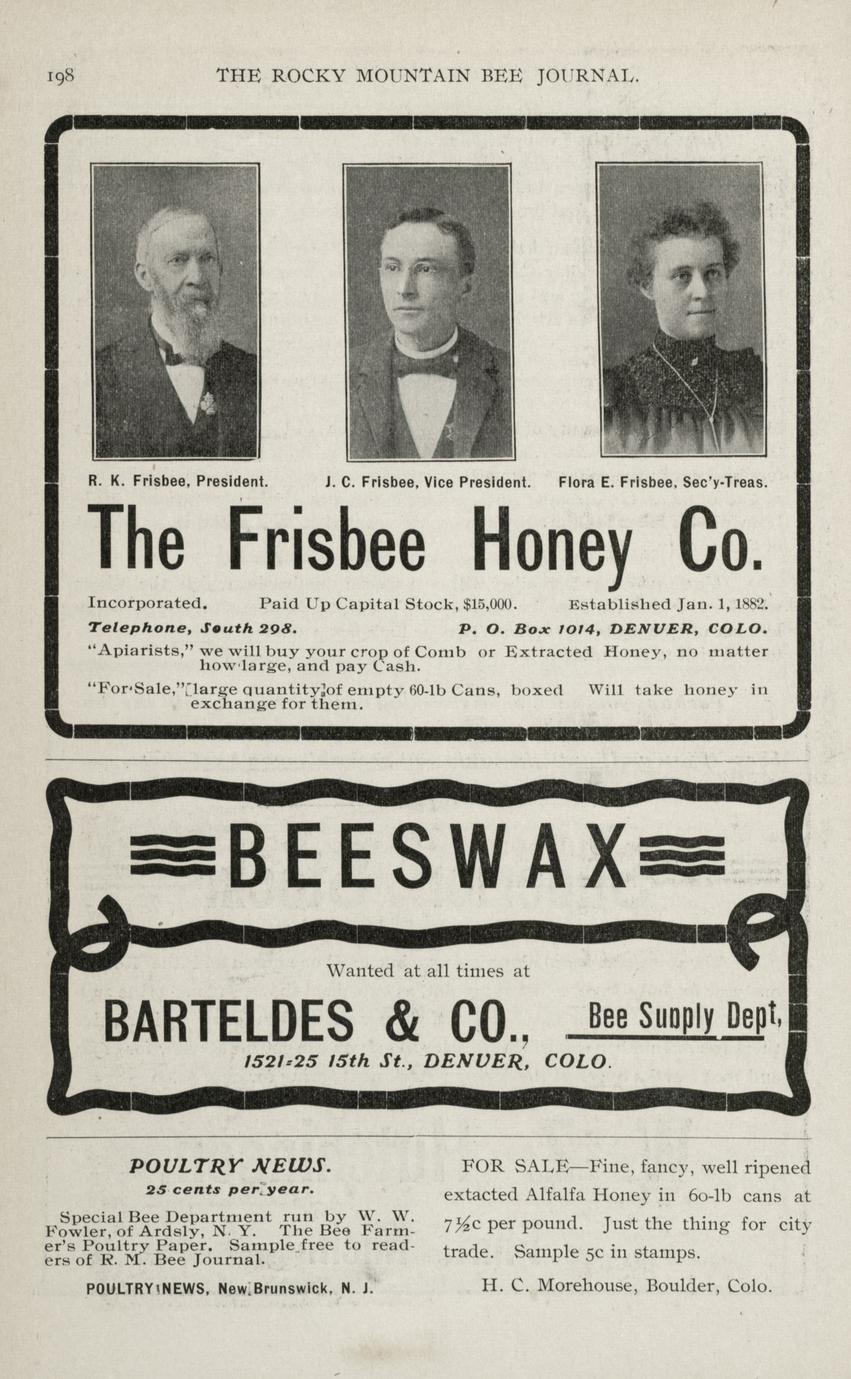 198
THE ROCKY MOUNTAIN BEE JOURNAL.
R. K. Frisbee, President.
J. C. Frisbee, Vice President.
Flora E. Frisbee, Sec'y-Treas.
The Frisbee Honey Co.
Incorporated. Paid Up Capital Stock, $15,000. Established Jan. 1, 1882.
Telephone, South 298. P. O. Box 1014, DENVER, COLO.
"Apiarists," we will buy your crop of Comb or Extracted Honey, no matter
how large, and pay Cash.
"For Sale," [large quantity] of empty 60-lb Cans, boxed Will take honey in
exchange for them.
BEESWAX
Wanted at all times at
BARTELDES & CO., Bee Supply Dept,
1521-25 15th St., DENVER, COLO.
POULTRY NEWS.
25 cents per year.
Special Bee Department run by W. W.
Fowler, of Ardsly, N. Y. The Bee Farm-
er's Poultry Paper. Sample free to read-
ers of R. M. Bee Journal.
POULTRY NEWS, New Brunswick, N. J.
FOR SALE—Fine, fancy, well ripened
extacted Alfalfa Honey in 60-lb cans at
7½c per pound. Just the thing for city
trade. Sample 5c in stamps.
H. C. Morehouse, Boulder, Colo.